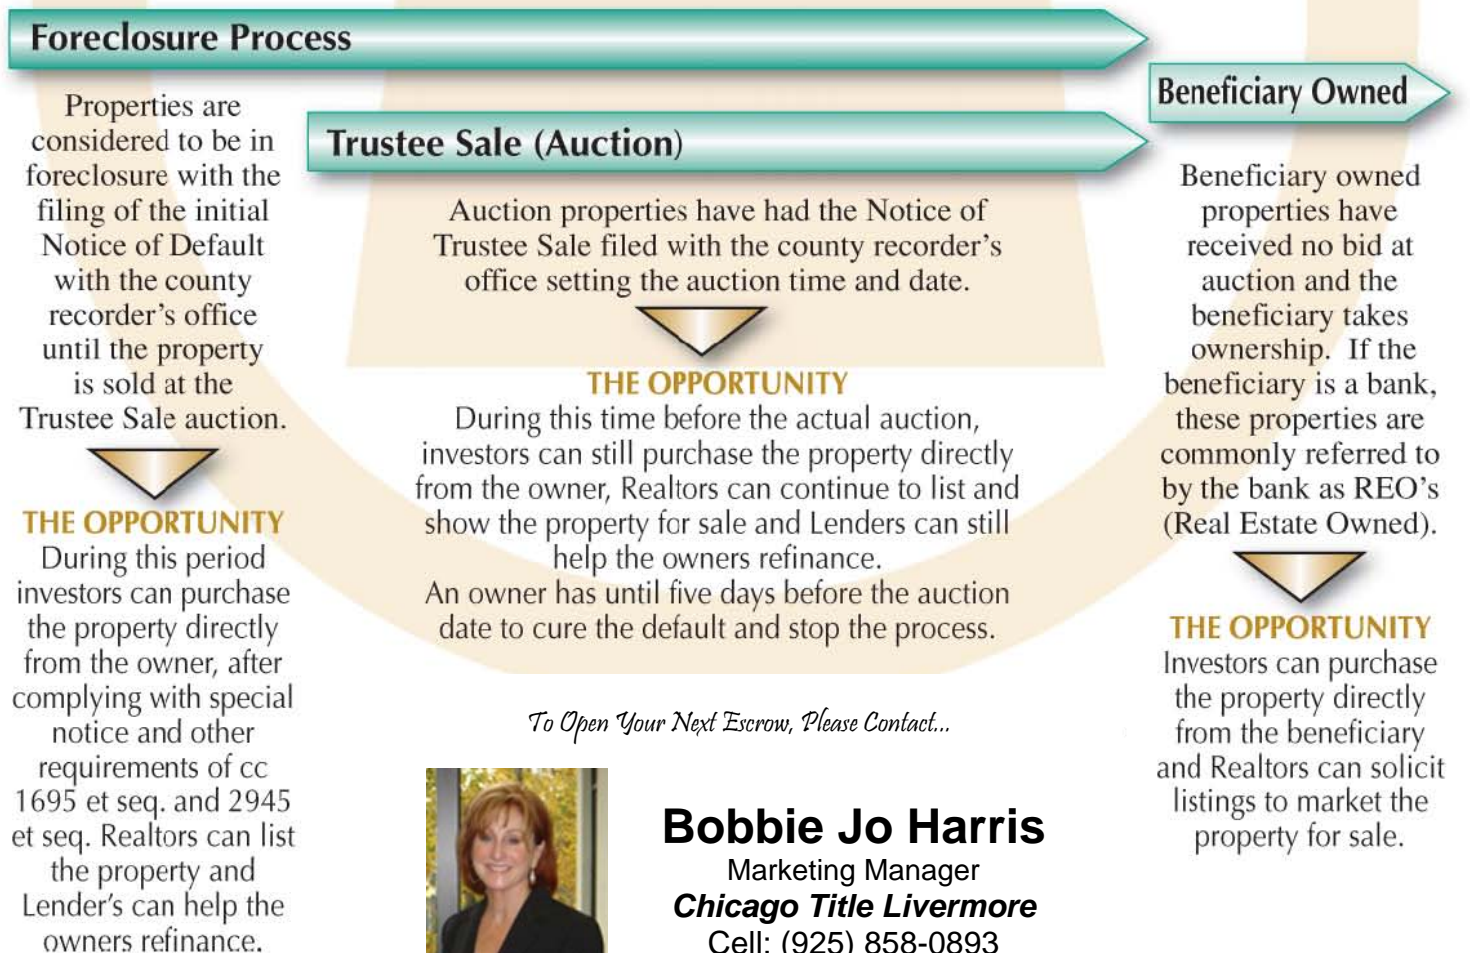 Foreclosure Process
Properties are
considered to be in
foreclosure with the
filing of the initial
Notice of Default
with the county
recorder's office
until the property
is sold at the
Trustee Sale auction.
THE OPPORTUNITY
During this period
investors can purchase
the property directly
from the owner, after
complying with special
notice and other
requirements of cc
1695 et seq. and 2945
et seq. Realtors can list
the property and
Lender's can help the
owners refinance.
Trustee Sale (Auction)
Auction properties have had the Notice of
Trustee Sale filed with the county recorder's
office setting the auction time and date.
THE OPPORTUNITY
During this time before the actual auction,
investors can still purchase the property directly
from the owner, Realtors can continue to list and
show the property for sale and Lenders can still
help the owners refinance.
An owner has until five days before the auction
date to cure the default and stop the process.
Beneficiary Owned
Beneficiary owned
properties have
received no bid at
auction and the
beneficiary takes
ownership.  If the
beneficiary is a bank,
these properties are
commonly referred to
by the bank as REO's
(Real Estate Owned).
THE OPPORTUNITY
Investors can purchase
the property directly
from the beneficiary
and Realtors can solicit
listings to market the
property for sale.
To Open Your Next Escrow, Please Contact...
Bobbie Jo Harris
Marketing Manager
Chicago Title Livermore
Cell: (925) 858-0893